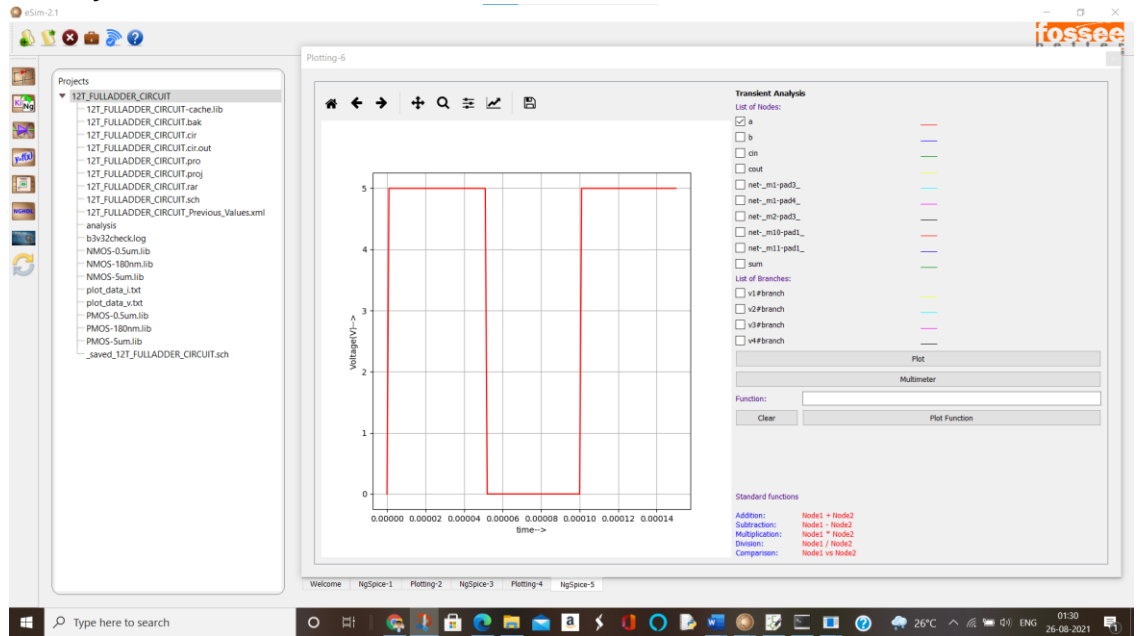 eSim-2.1
fossee
Plotting-6
Projects
12T_FULLADDER_CIRCUIT
12T_FULLADDER_CIRCUIT-cache.lib
12T_FULLADDER_CIRCUIT.bak
12T_FULLADDER_CIRCUIT.cir
12T_FULLADDER_CIRCUIT.cir.out
12T_FULLADDER_CIRCUIT.pro
12T_FULLADDER_CIRCUIT.proj
12T_FULLADDER_CIRCUIT.rar
12T_FULLADDER_CIRCUIT.sch
12T_FULLADDER_CIRCUIT_Previous_Values.xml
analysis
b3v32check.log
NMOS-0.5um.lib
NMOS-180nm.lib
NMOS-5um.lib
plot_data_i.txt
plot_data_v.txt
PMOS-0.5um.lib
PMOS-180nm.lib
PMOS-5um.lib
_saved_12T_FULLADDER_CIRCUIT.sch
5
4
3
2
1
0
Voltage(V)-->
0.00000 0.00002 0.00004 0.00006 0.00008 0.00010 0.00012 0.00014
time-->
Transient Analysis
List of Nodes:
a
b
cin
cout
net-_m1-pad3_
net-_m1-pad4_
net-_m2-pad3_
net-_m10-pad1_
net-_m11-pad1_
sum
List of Branches:
v1#branch
v2#branch
v3#branch
v4#branch
Plot
Multimeter
Function:
Clear Plot Function
Standard functions
Addition: Node1 + Node2
Subtraction: Node1 - Node2
Multiplication: Node1 * Node2
Division: Node1 / Node2
Comparison: Node1 vs Node2
Welcome NgSpice-1 Plotting-2 NgSpice-3 Plotting-4 NgSpice-5
Type here to search
26°C ENG 01:30
26-08-2021